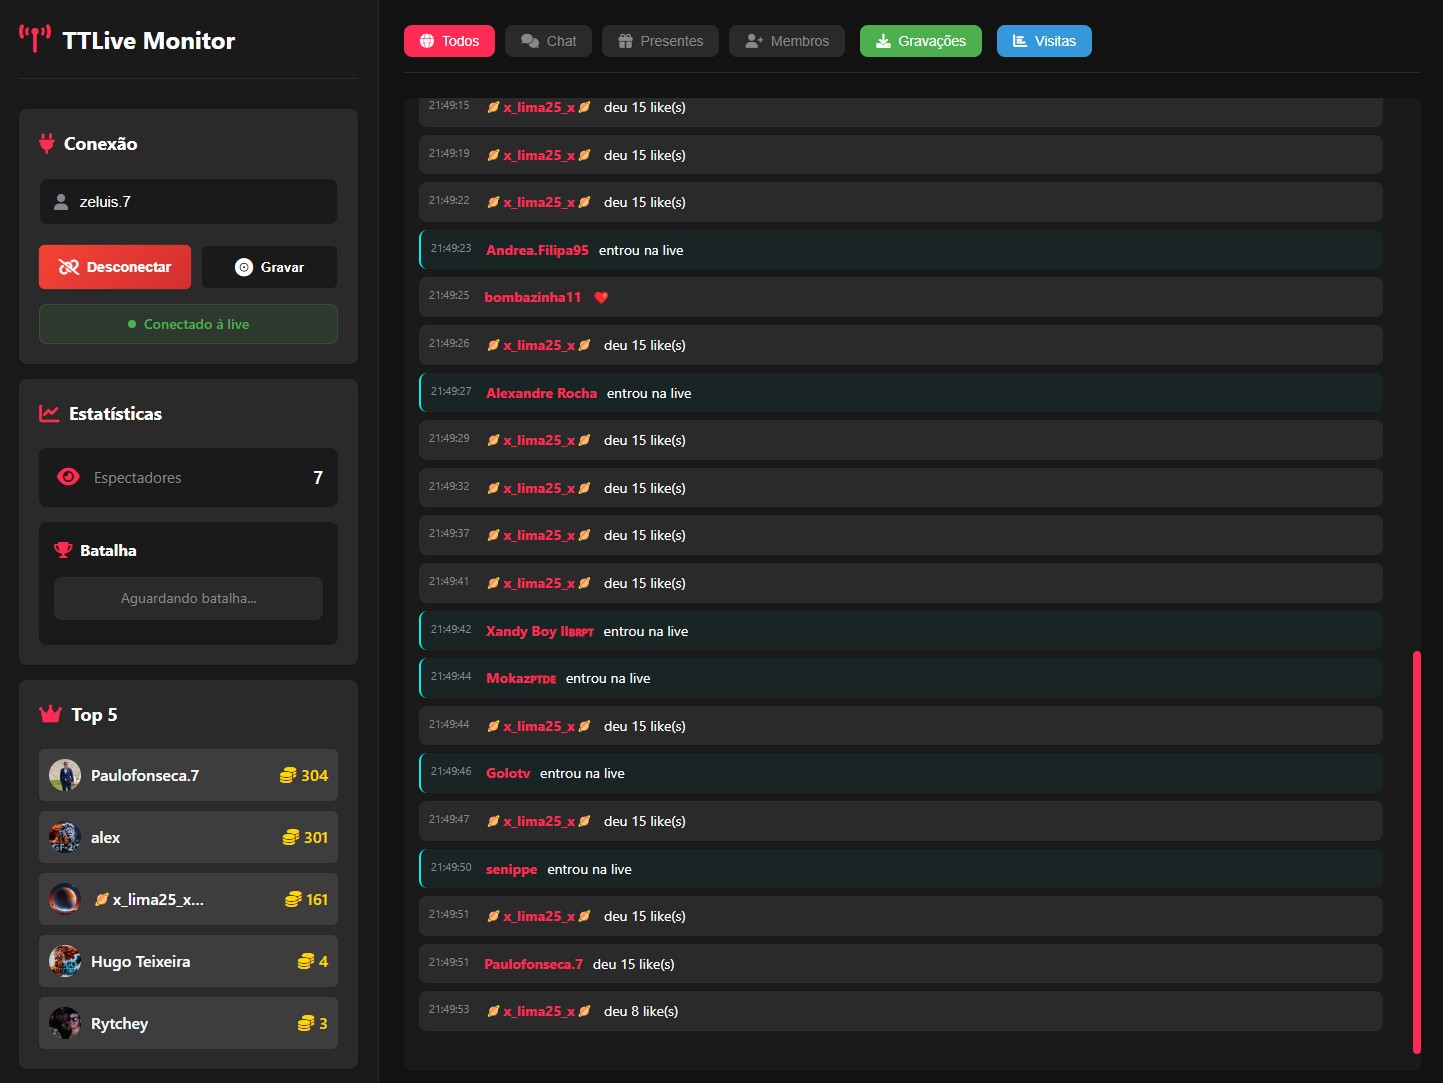 TTLive Monitor
Conexão
zeluis.7
Desconectar
Gravar
Conectado à live
Estatísticas
Espectadores 7
Batalha
Aguardando batalha...
Top 5
Paulofonseca.7 304
alex 301
🪐 x_lima25_x... 161
Hugo Teixeira 4
Rytchey 3
Todos
Chat
Presentes
Membros
Gravações
Visitas
21:49:15 🪐x_lima25_x🪐 deu 15 like(s)
21:49:19 🪐x_lima25_x🪐 deu 15 like(s)
21:49:22 🪐x_lima25_x🪐 deu 15 like(s)
21:49:23 Andrea.Filipa95 entrou na live
21:49:25 bombazinha11 ❤️
21:49:26 🪐x_lima25_x🪐 deu 15 like(s)
21:49:27 Alexandre Rocha entrou na live
21:49:29 🪐x_lima25_x🪐 deu 15 like(s)
21:49:32 🪐x_lima25_x🪐 deu 15 like(s)
21:49:37 🪐x_lima25_x🪐 deu 15 like(s)
21:49:41 🪐x_lima25_x🪐 deu 15 like(s)
21:49:42 Xandy Boy llʙʀᴘᴛ entrou na live
21:49:44 Mokazᴘᴛᴅᴇ entrou na live
21:49:44 🪐x_lima25_x🪐 deu 15 like(s)
21:49:46 Golotv entrou na live
21:49:47 🪐x_lima25_x🪐 deu 15 like(s)
21:49:50 senippe entrou na live
21:49:51 🪐x_lima25_x🪐 deu 15 like(s)
21:49:51 Paulofonseca.7 deu 15 like(s)
21:49:53 🪐x_lima25_x🪐 deu 8 like(s)